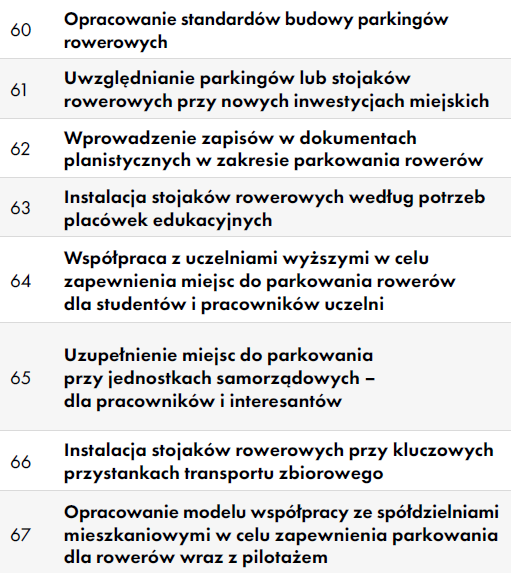 60
Opracowanie standardów budowy parkingów
rowerowych
61
Uwzględnianie parkingów lub stojaków
rowerowych przy nowych inwestycjach miejskich
62
Wprowadzenie zapisów w dokumentach
planistycznych w zakresie parkowania rowerów
63
Instalacja stojaków rowerowych według potrzeb
placówek edukacyjnych
64
Współpraca z uczelniami wyższymi w celu
zapewnienia miejsc do parkowania rowerów
dla studentów i pracowników uczelni
65
Uzupełnienie miejsc do parkowania
przy jednostkach samorządowych –
dla pracowników i interesantów
66
Instalacja stojaków rowerowych przy kluczowych
przystankach transportu zbiorowego
67
Opracowanie modelu współpracy ze spółdzielniami
mieszkaniowymi w celu zapewnienia parkowania
dla rowerów wraz z pilotażem